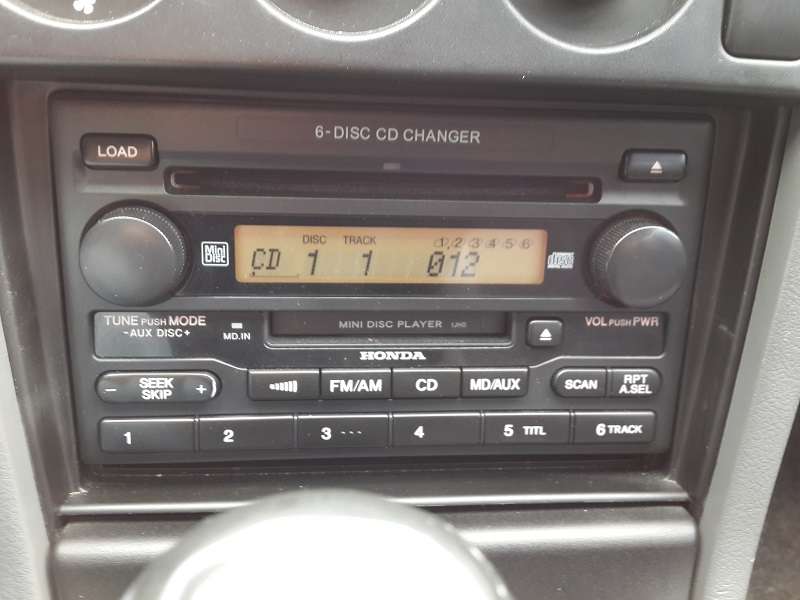 6-DISC CD CHANGER
LOAD
DISC TRACK 1 2 3 4 5 6
Mini Disc CD 1 1 012 disc
TUNE PUSH MODE
-AUX DISC+
MD.IN
MINI DISC PLAYER
VOL PUSH PWR
HONDA
- SEEK SKIP +
FM/AM
CD
MD/AUX
SCAN
RPT
A.SEL
1
2
3
4
5 TITL
6 TRACK